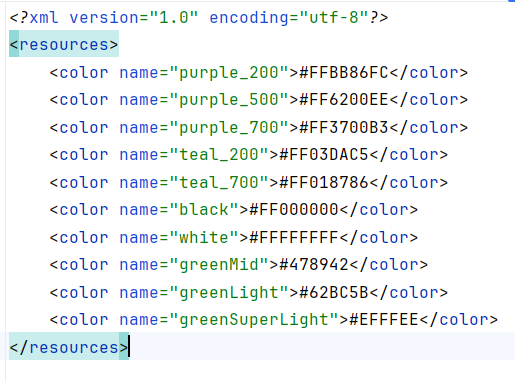 <?xml version="1.0" encoding="utf-8"?>
<resources>
    <color name="purple_200">#FFBB86FC</color>
    <color name="purple_500">#FF6200EE</color>
    <color name="purple_700">#FF3700B3</color>
    <color name="teal_200">#FF03DAC5</color>
    <color name="teal_700">#FF018786</color>
    <color name="black">#FF000000</color>
    <color name="white">#FFFFFFFF</color>
    <color name="greenMid">#478942</color>
    <color name="greenLight">#62BC5B</color>
    <color name="greenSuperLight">#EFFFEE</color>
</resources>